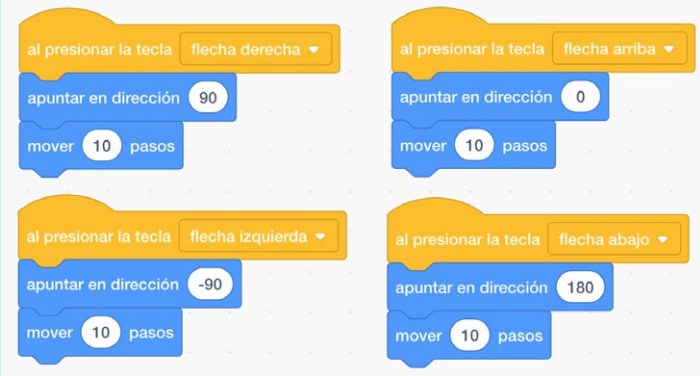 al presionar la tecla flecha derecha
apuntar en dirección 90
mover 10 pasos
al presionar la tecla flecha arriba
apuntar en dirección 0
mover 10 pasos
al presionar la tecla flecha izquierda
apuntar en dirección -90
mover 10 pasos
al presionar la tecla flecha abajo
apuntar en dirección 180
mover 10 pasos